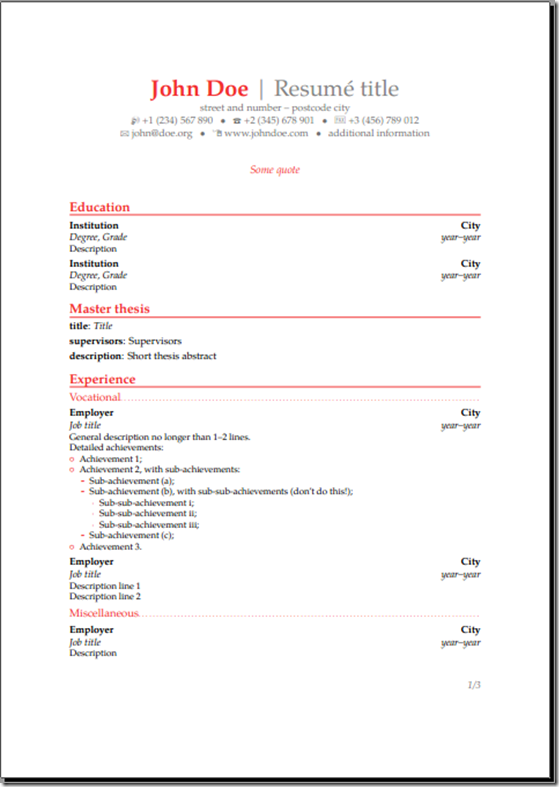 John Doe | Resumé title
street and number – postcode city
+1 (234) 567 890 • +2 (345) 678 901 • +3 (456) 789 012
john@doe.org • www.johndoe.com • additional information
Some quote
Education
Institution City
Degree, Grade year–year
Description
Institution City
Degree, Grade year–year
Description
Master thesis
title: Title
supervisors: Supervisors
description: Short thesis abstract
Experience
Vocational
Employer City
Job title year–year
General description no longer than 1–2 lines.
Detailed achievements:
Achievement 1;
Achievement 2, with sub-achievements:
- Sub-achievement (a);
- Sub-achievement (b), with sub-sub-achievements (don't do this!);
· Sub-sub-achievement i;
· Sub-sub-achievement ii;
· Sub-sub-achievement iii;
- Sub-achievement (c);
Achievement 3.
Employer City
Job title year–year
Description line 1
Description line 2
Miscellaneous
Employer City
Job title year–year
Description
1/3